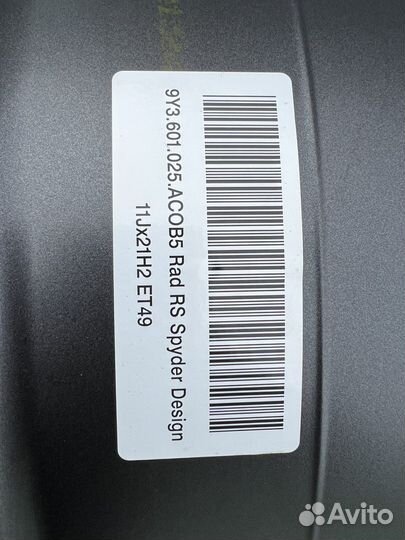 9Y3.601.025.ACOB5 Rad RS Spyder Design
11Jx21H2 ET49
Avito